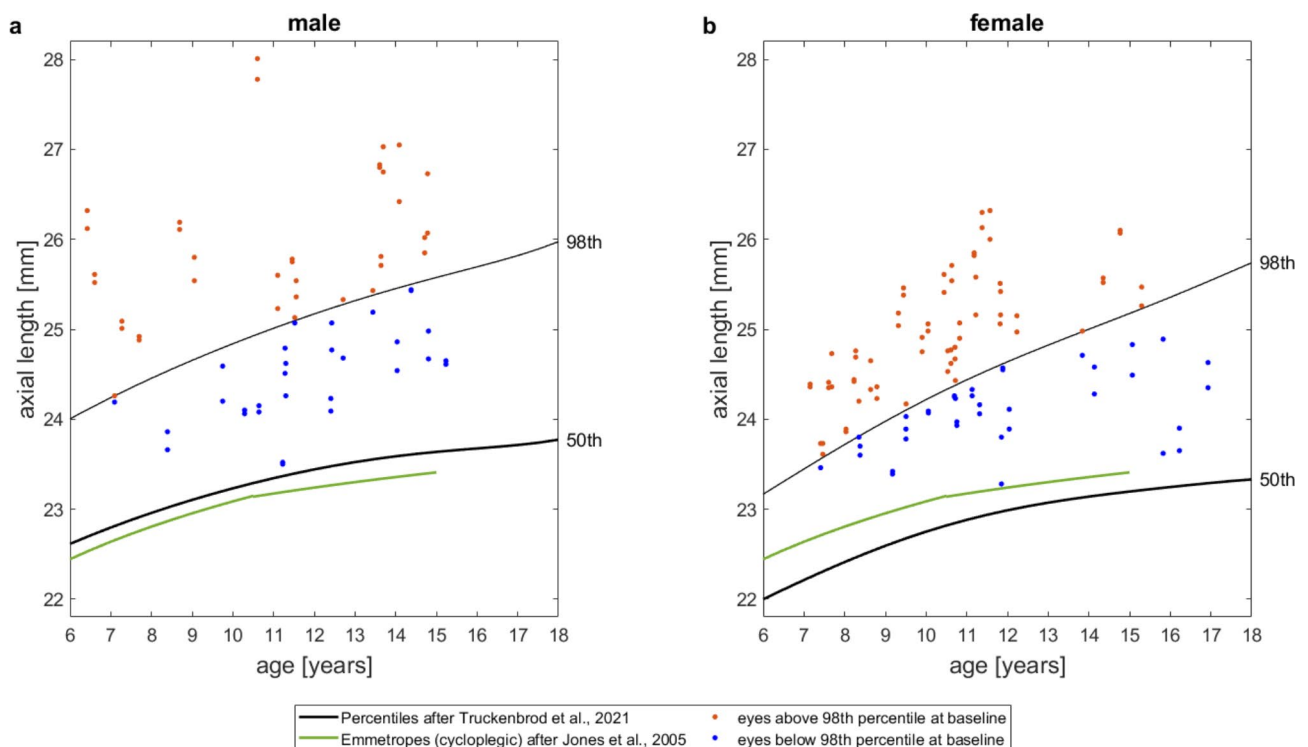 a
male
28
27
26
25
24
23
22
axial length [mm]
98th
50th
6 7 8 9 10 11 12 13 14 15 16 17 18
age [years]
b
female
28
27
26
25
24
23
22
axial length [mm]
98th
50th
6 7 8 9 10 11 12 13 14 15 16 17 18
age [years]
Percentiles after Truckenbrod et al., 2021
Emmetropes (cycloplegic) after Jones et al., 2005
eyes above 98th percentile at baseline
eyes below 98th percentile at baseline